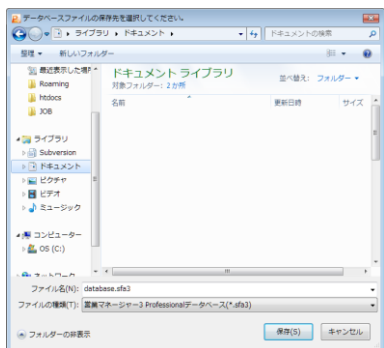 データベースファイルの保存先を選択してください。
ライブラリ ▸ ドキュメント ▸
ドキュメントの検索
整理 ▾ 新しいフォルダー
最近表示した場所
Roaming
htdocs
JOB
ライブラリ
Subversion
ドキュメント
ピクチャ
ビデオ
ミュージック
コンピューター
OS (C:)
ネットワーク
ドキュメント ライブラリ
対象フォルダー: 2 か所
並べ替え: フォルダー ▾
名前
更新日時
サイズ
ファイル名(N): database.sfa3
ファイルの種類(T): 営業マネージャー3 Professionalデータベース(*.sfa3)
フォルダーの非表示
保存(S)
キャンセル